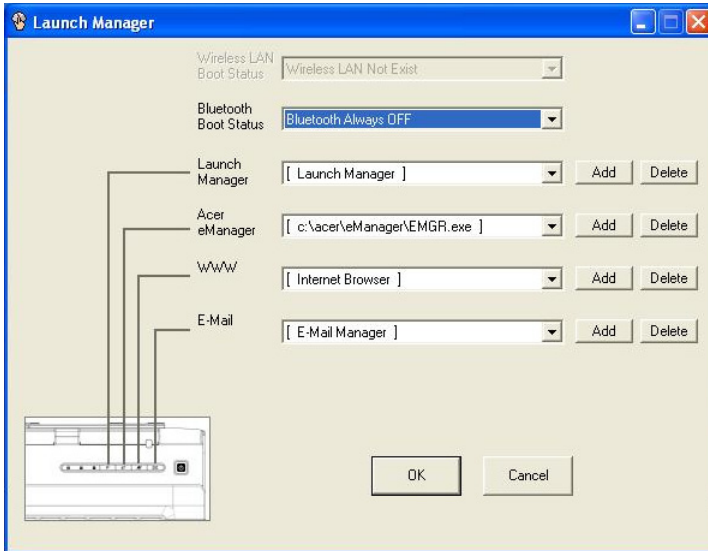 Launch Manager
Wireless LAN
Boot Status
Wireless LAN Not Exist
Bluetooth
Boot Status
Bluetooth Always OFF
Launch
Manager
[ Launch Manager ]
Add
Delete
Acer
eManager
[ c:\acer\eManager\EMGR.exe ]
Add
Delete
WWW
[ Internet Browser ]
Add
Delete
E-Mail
[ E-Mail Manager ]
Add
Delete
OK
Cancel